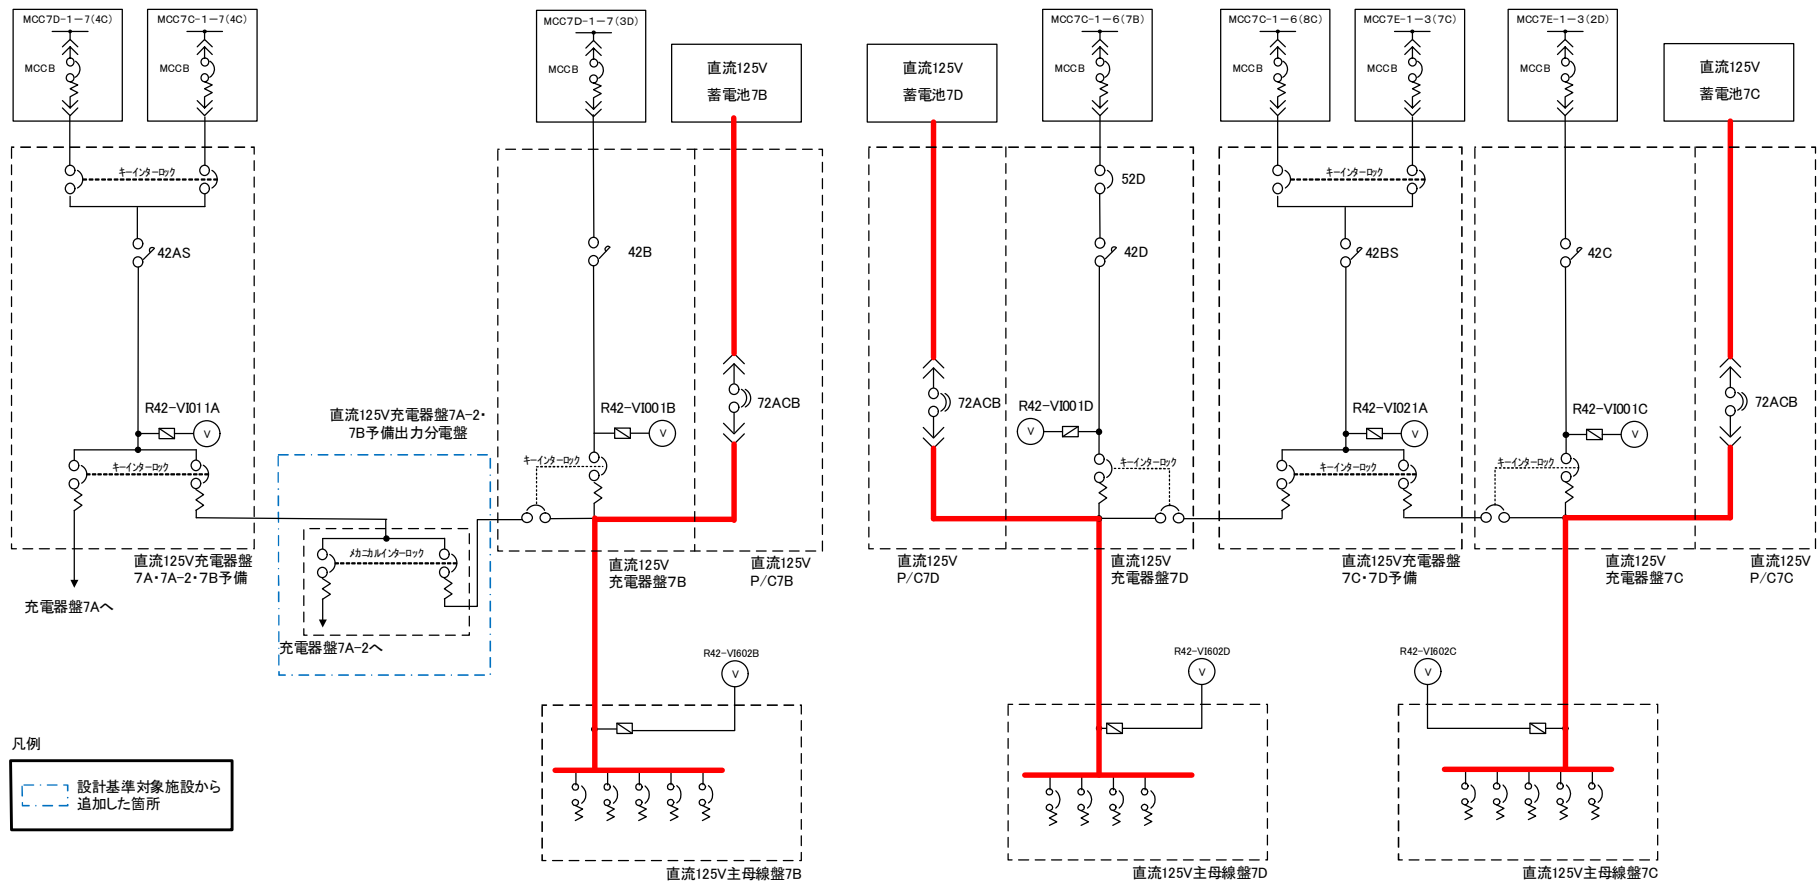 MCC7D-1-7(4C)
MCC7C-1-7(4C)
MCC7D-1-7(3D)
MCC7C-1-6(7B)
MCC7C-1-6(8C)
MCC7E-1-3(7C)
MCC7E-1-3(2D)
MCCB
MCCB
MCCB
MCCB
MCCB
MCCB
MCCB
直流125V
蓄電池7B
直流125V
蓄電池7D
直流125V
蓄電池7C
キーインターロック
キーインターロック
52D
42AS
42B
42D
42BS
42C
72ACB
72ACB
72ACB
R42-VI011A
V
R42-VI001B
V
R42-VI001D
V
R42-VI021A
V
R42-VI001C
V
直流125V充電器盤7A-2・
7B予備出力分電盤
キーインターロック
キーインターロック
キーインターロック
キーインターロック
キーインターロック
メカニカルインターロック
直流125V充電器盤
7A・7A-2・7B予備
充電器盤7Aへ
充電器盤7A-2へ
直流125V
充電器盤7B
直流125V
P/C7B
直流125V
P/C7D
直流125V
充電器盤7D
直流125V充電器盤
7C・7D予備
直流125V
充電器盤7C
直流125V
P/C7C
R42-VI602B
V
R42-VI602D
V
R42-VI602C
V
凡例
設計基準対象施設から
追加した箇所
直流125V主母線盤7B
直流125V主母線盤7D
直流125V主母線盤7C